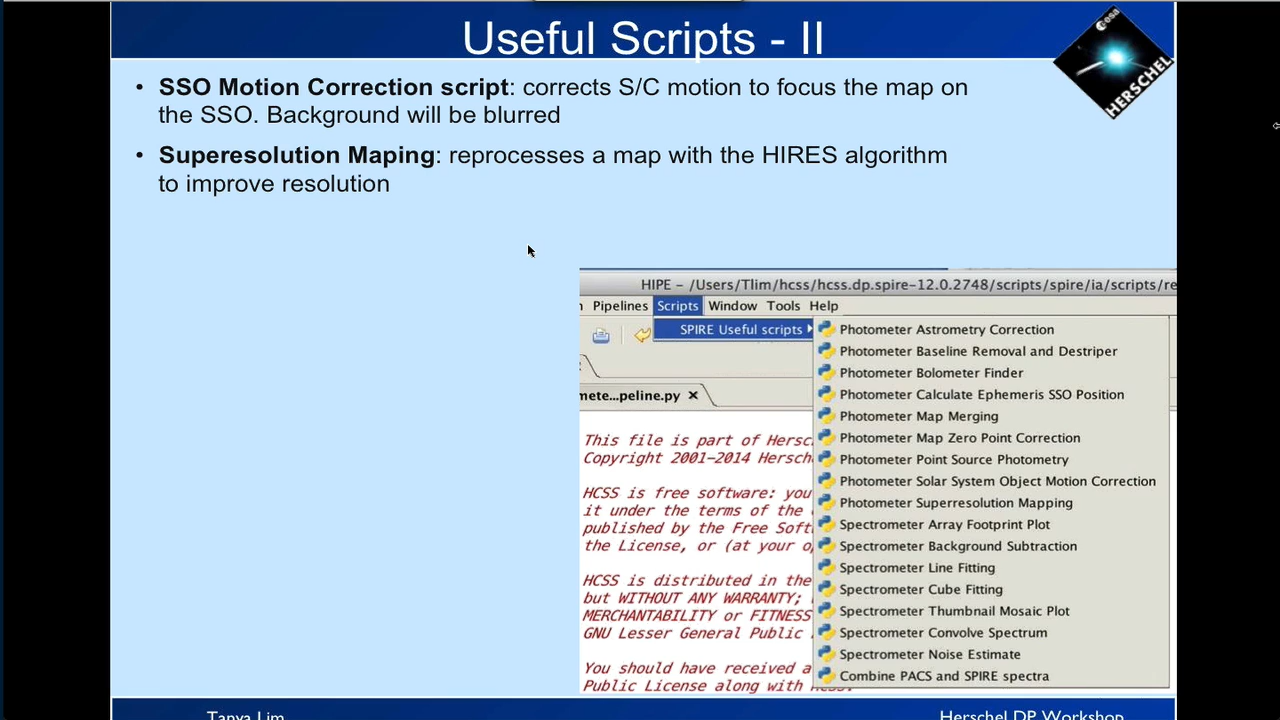 Useful Scripts - II
esa
HERSCHEL
• SSO Motion Correction script: corrects S/C motion to focus the map on
the SSO. Background will be blurred
• Superesolution Maping: reprocesses a map with the HIRES algorithm
to improve resolution
HIPE – /Users/Tlim/hcss/hcss.dp.spire-12.0.2748/scripts/spire/ia/scripts/re
n Pipelines Scripts Window Tools Help
SPIRE Useful scripts
Photometer Astrometry Correction
Photometer Baseline Removal and Destriper
Photometer Bolometer Finder
Photometer Calculate Ephemeris SSO Position
Photometer Map Merging
Photometer Map Zero Point Correction
Photometer Point Source Photometry
Photometer Solar System Object Motion Correction
Photometer Superresolution Mapping
Spectrometer Array Footprint Plot
Spectrometer Background Subtraction
Spectrometer Line Fitting
Spectrometer Cube Fitting
Spectrometer Thumbnail Mosaic Plot
Spectrometer Convolve Spectrum
Spectrometer Noise Estimate
Combine PACS and SPIRE spectra
mete...peline.py ×
This file is part of Hersc
Copyright 2001-2014 Hersch
HCSS is free software: you
it under the terms of the
published by the Free Soft
the License, or (at your o
HCSS is distributed in the
but WITHOUT ANY WARRANTY;
MERCHANTABILITY or FITNESS
GNU Lesser General Public
You should have received a
Public License along with HCSS.
Tanya Lim
Herschel DP Workshop